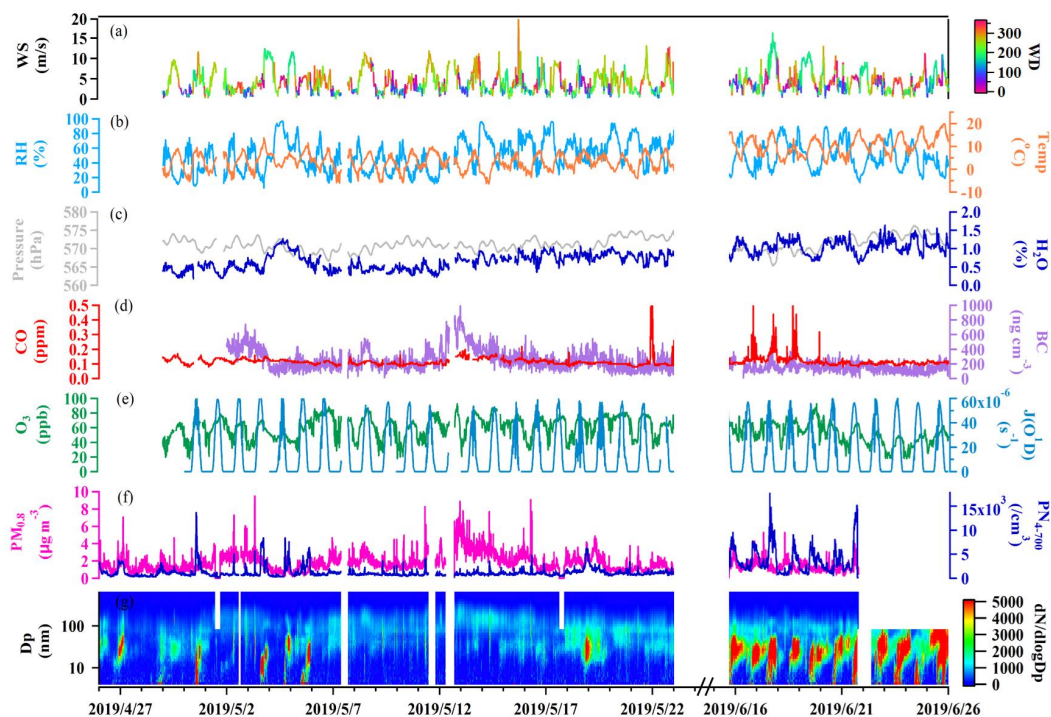 (a)
WS
(m/s)
20
15
10
5
0
300
200
100
0
WD
(b)
RH
(%)
100
80
60
40
20
0
20
10
0
-10
Temp
(°C)
(c)
Pressure
(hPa)
580
575
570
565
560
2.0
1.5
1.0
0.5
0.0
H₂O
(%)
(d)
CO
(ppm)
0.5
0.4
0.3
0.2
0.1
0.0
1000
800
600
400
200
0
BC
(ng cm⁻³)
(e)
O₃
(ppb)
100
80
60
40
20
0
60x10⁻⁶
40
20
0
J(O¹D)
(s⁻¹)
(f)
PM₀.₈
(μg m⁻³)
10
8
6
4
2
0
15x10³
10
5
0
PN₄₋₇₀₀
(/cm³)
(g)
Dp
(nm)
100
10
5000
4000
3000
2000
1000
0
dN/dlogDp
2019/4/27 2019/5/2 2019/5/7 2019/5/12 2019/5/17 2019/5/22 2019/6/16 2019/6/21 2019/6/26